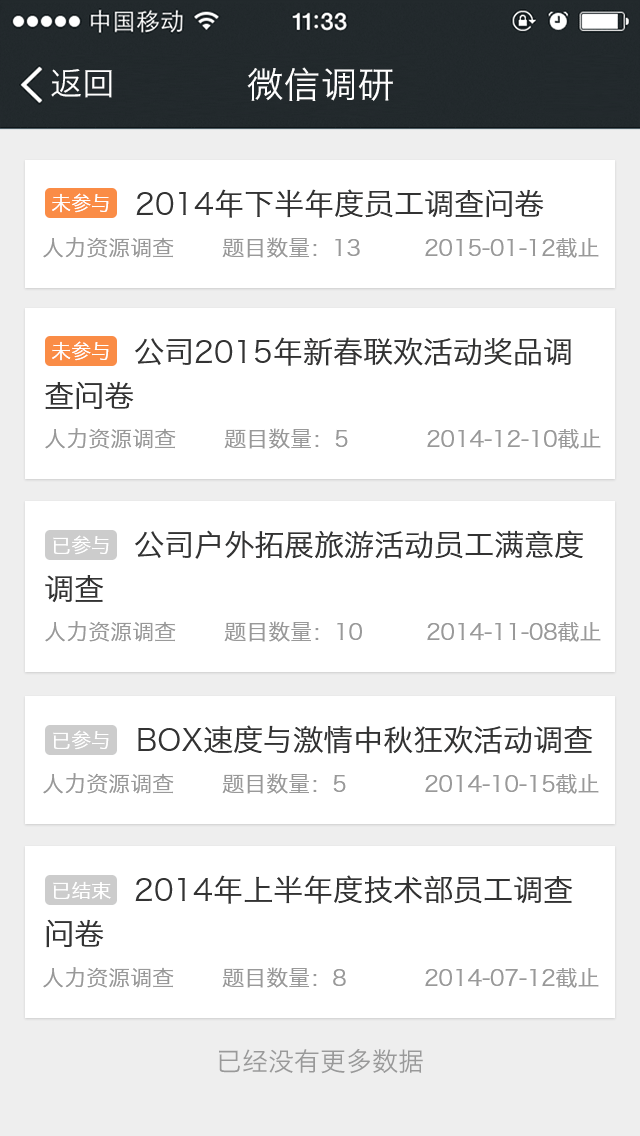 中国移动 11:33
返回 微信调研
未参与 2014年下半年度员工调查问卷
人力资源调查 题目数量：13 2015-01-12截止
未参与 公司2015年新春联欢活动奖品调
查问卷
人力资源调查 题目数量：5 2014-12-10截止
已参与 公司户外拓展旅游活动员工满意度
调查
人力资源调查 题目数量：10 2014-11-08截止
已参与 BOX速度与激情中秋狂欢活动调查
人力资源调查 题目数量：5 2014-10-15截止
已结束 2014年上半年度技术部员工调查
问卷
人力资源调查 题目数量：8 2014-07-12截止
已经没有更多数据